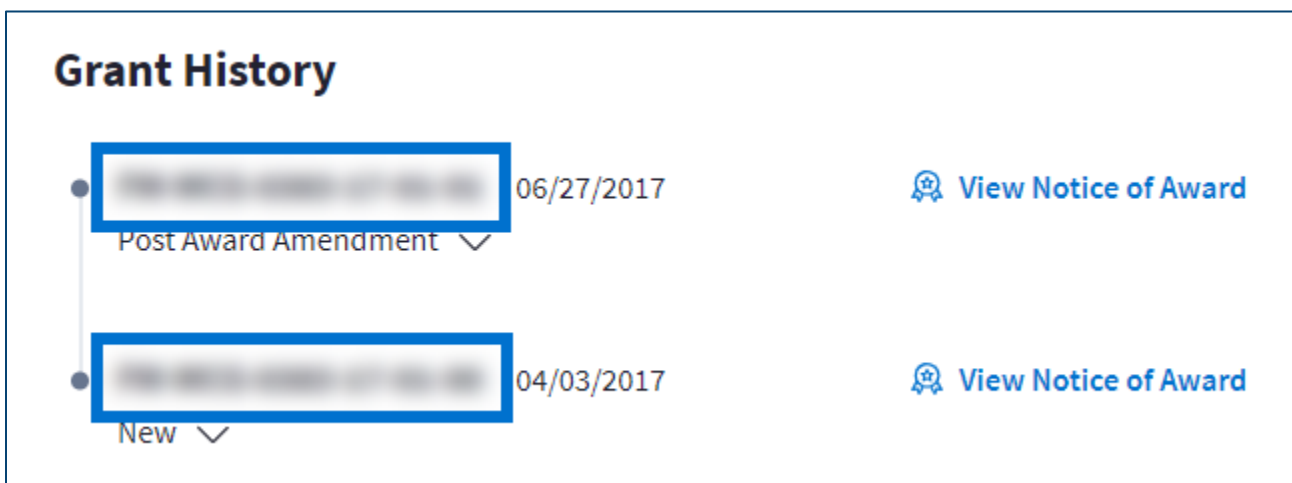 Grant History
06/27/2017 View Notice of Award
Post Award Amendment
04/03/2017 View Notice of Award
New